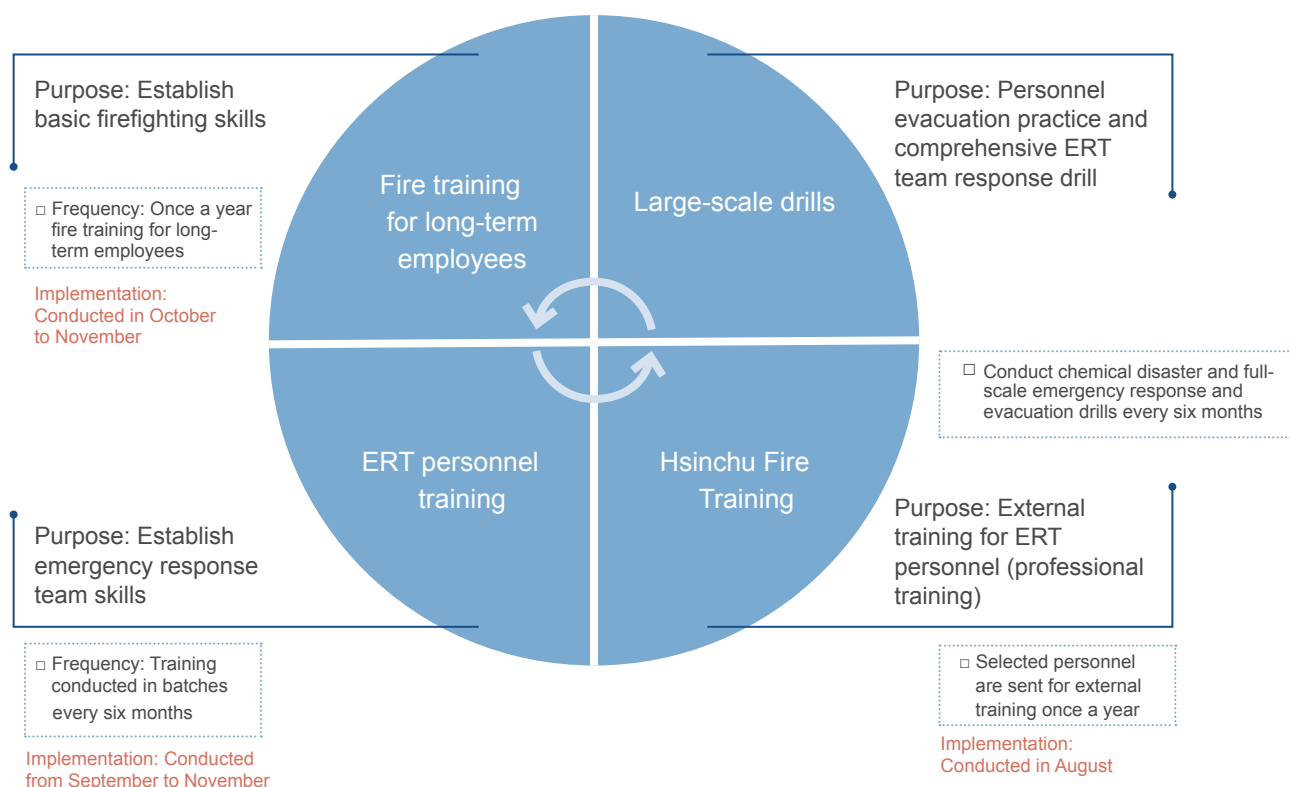 Purpose: Establish
basic firefighting skills
□ Frequency: Once a year
fire training for long-
term employees
Implementation:
Conducted in October
to November
Fire training
for long-term
employees
Large-scale drills
Purpose: Personnel
evacuation practice and
comprehensive ERT
team response drill
□ Conduct chemical disaster and full-
scale emergency response and
evacuation drills every six months
ERT personnel
training
Hsinchu Fire
Training
Purpose: Establish
emergency response
team skills
□ Frequency: Training
conducted in batches
every six months
Implementation: Conducted
from September to November
Purpose: External
training for ERT
personnel (professional
training)
□ Selected personnel
are sent for external
training once a year
Implementation:
Conducted in August